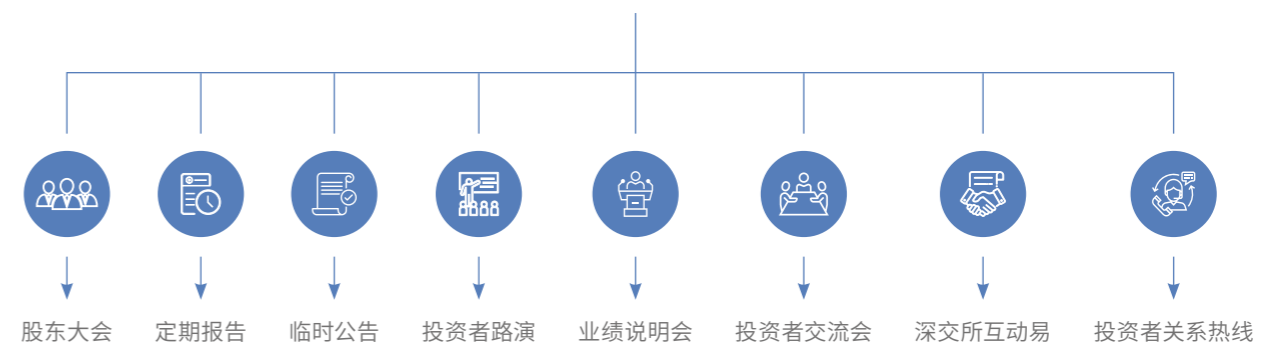 股东大会
定期报告
临时公告
投资者路演
业绩说明会
投资者交流会
深交所互动易
投资者关系热线